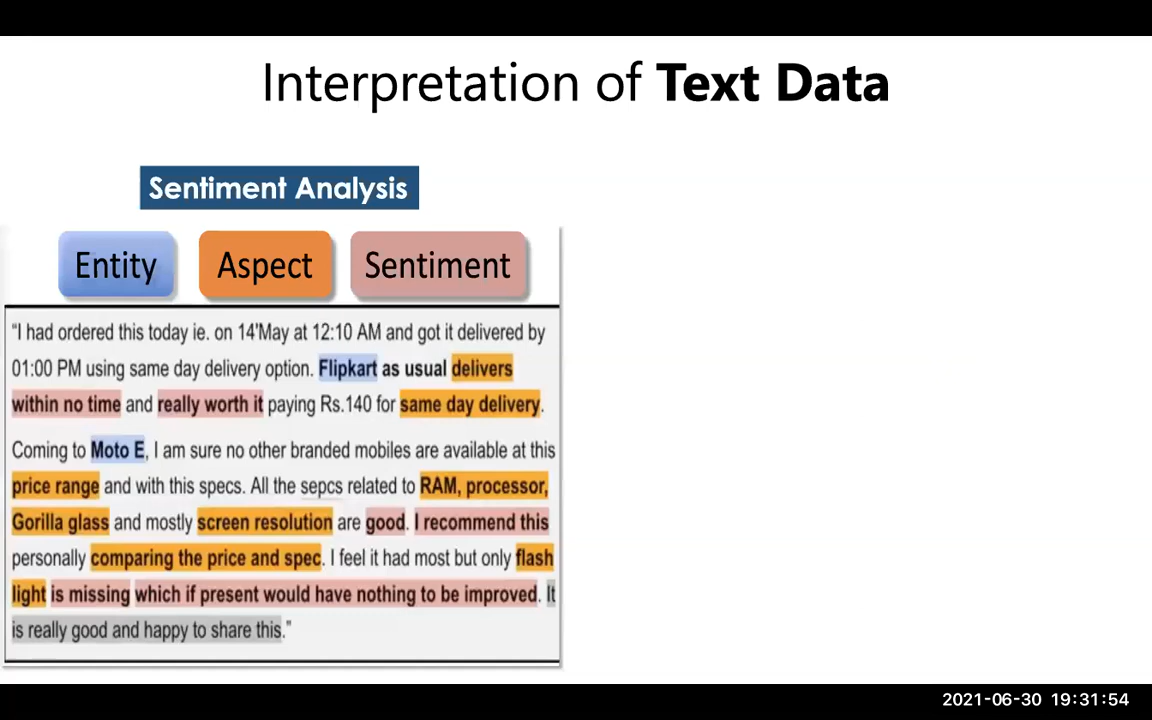 Interpretation of Text Data
Sentiment Analysis
Entity Aspect Sentiment
“I had ordered this today ie. on 14'May at 12:10 AM and got it delivered by
01:00 PM using same day delivery option. Flipkart as usual delivers
within no time and really worth it paying Rs.140 for same day delivery.
Coming to Moto E, I am sure no other branded mobiles are available at this
price range and with this specs. All the sepcs related to RAM, processor,
Gorilla glass and mostly screen resolution are good. I recommend this
personally comparing the price and spec. I feel it had most but only flash
light is missing which if present would have nothing to be improved. It
is really good and happy to share this.”
2021-06-30 19:31:54